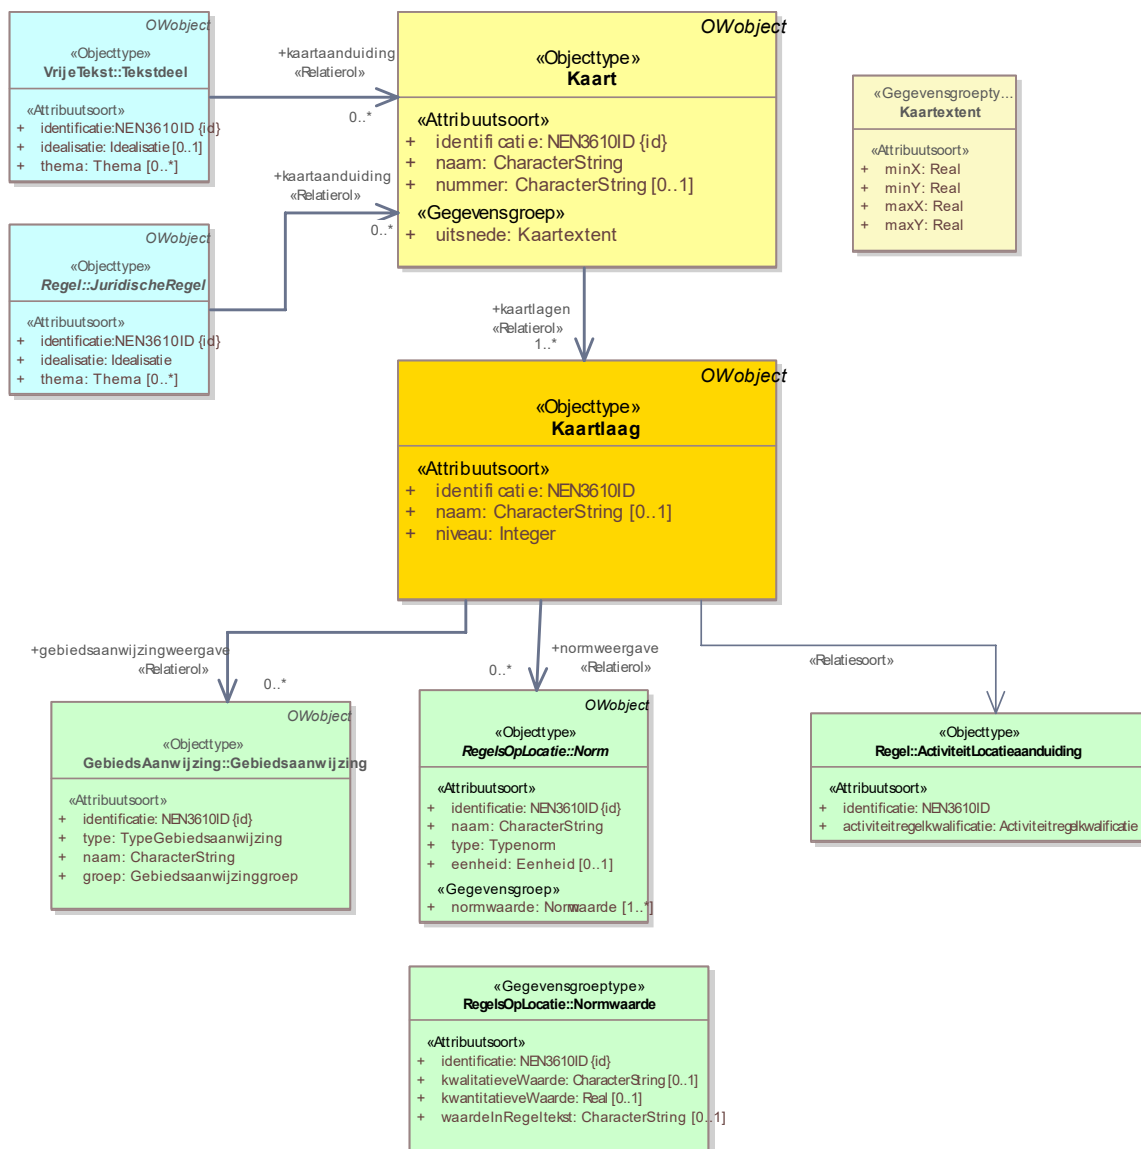 OWobject
«Objecttype»
VrijeTekst::Tekstdeel
«Attribuutsoort»
+ identificatie:NEN3610ID {id}
+ idealisatie: Idealisatie [0..1]
+ thema: Thema [0..*]
+kaartaanduiding
«Relatierol»
0..*
OWobject
«Objecttype»
Kaart
«Attribuutsoort»
+ identificatie: NEN3610ID {id}
+ naam: CharacterString
+ nummer: CharacterString [0..1]
«Gegevensgroep»
+ uitsnede: Kaartextent
«Gegevensgroepty...
Kaartextent
«Attribuutsoort»
+ minX: Real
+ minY: Real
+ maxX: Real
+ maxY: Real
+kaartaanduiding
«Relatierol»
0..*
OWobject
«Objecttype»
Regel::JuridischeRegel
«Attribuutsoort»
+ identificatie:NEN3610ID {id}
+ idealisatie: Idealisatie
+ thema: Thema [0..*]
+kaartlagen
«Relatierol»
1..*
OWobject
«Objecttype»
Kaartlaag
«Attribuutsoort»
+ identificatie: NEN3610ID
+ naam: CharacterString [0..1]
+ niveau: Integer
+gebiedsaanwijzingweergave
«Relatierol»
0..*
+normweergave
«Relatierol»
0..*
«Relatiesoort»
OWobject
«Objecttype»
GebiedsAanwijzing::Gebiedsaanwijzing
«Attribuutsoort»
+ identificatie: NEN3610ID {id}
+ type: TypeGebiedsaanwijzing
+ naam: CharacterString
+ groep: Gebiedsaanwijzinggroep
OWobject
«Objecttype»
RegelsOpLocatie::Norm
«Attribuutsoort»
+ identificatie: NEN3610ID {id}
+ naam: CharacterString
+ type: Typenorm
+ eenheid: Eenheid [0..1]
«Gegevensgroep»
+ normwaarde: Normwaarde [1..*]
«Objecttype»
Regel::ActiviteitLocatieaanduiding
«Attribuutsoort»
+ identificatie: NEN3610ID
+ activiteitregelkwalificatie: Activiteitregelkwalificatie
«Gegevensgroeptype»
RegelsOpLocatie::Normwaarde
«Attribuutsoort»
+ identificatie: NEN3610ID {id}
+ kwalitatieveWaarde: CharacterString [0..1]
+ kwantitatieveWaarde: Real [0..1]
+ waardeInRegeltekst: CharacterString [0..1]